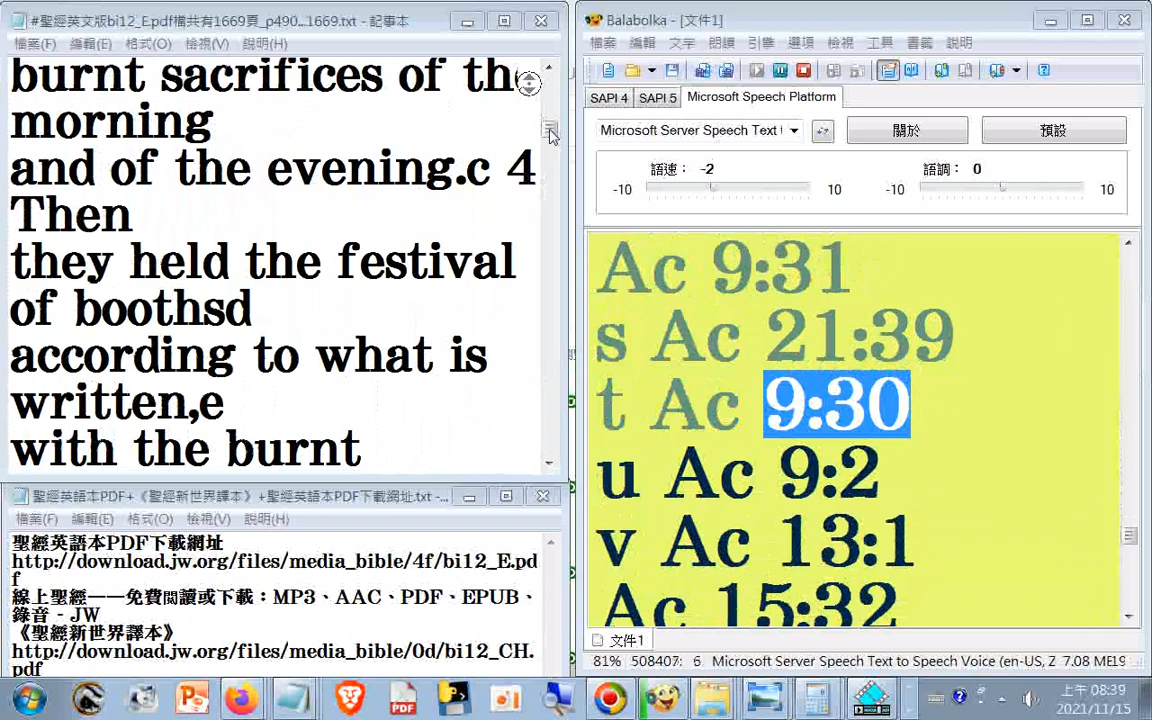 #聖經英文版bi12_E.pdf檔共有1669頁_p490...1669.txt - 記事本
檔案(F) 編輯(E) 格式(O) 檢視(V) 說明(H)
burnt sacrifices of the
morning
and of the evening.c 4
Then
they held the festival
of boothsd
according to what is
written,e
with the burnt
聖經英語本PDF+《聖經新世界譯本》+聖經英語本PDF下載網址.txt -...
檔案(F) 編輯(E) 格式(O) 檢視(V) 說明(H)
聖經英語本PDF下載網址
http://download.jw.org/files/media_bible/4f/bi12_E.pd
f
線上聖經——免費閱讀或下載：MP3、AAC、PDF、EPUB、
錄音 - JW
《聖經新世界譯本》
http://download.jw.org/files/media_bible/0d/bi12_CH.
pdf
Balabolka - [文件1]
檔案 編輯 文字 朗讀 引擎 選項 檢視 工具 書籤 說明
SAPI 4 SAPI 5 Microsoft Speech Platform
Microsoft Server Speech Text 關於 預設
語速： -2 語調： 0
-10 10 -10 10
Ac 9:31
s Ac 21:39
t Ac 9:30
u Ac 9:2
v Ac 13:1
Ac 15:32
文件1
81% 508407: 6 Microsoft Server Speech Text to Speech Voice (en-US, Z 7.08 ME19
上午 08:39
2021/11/15